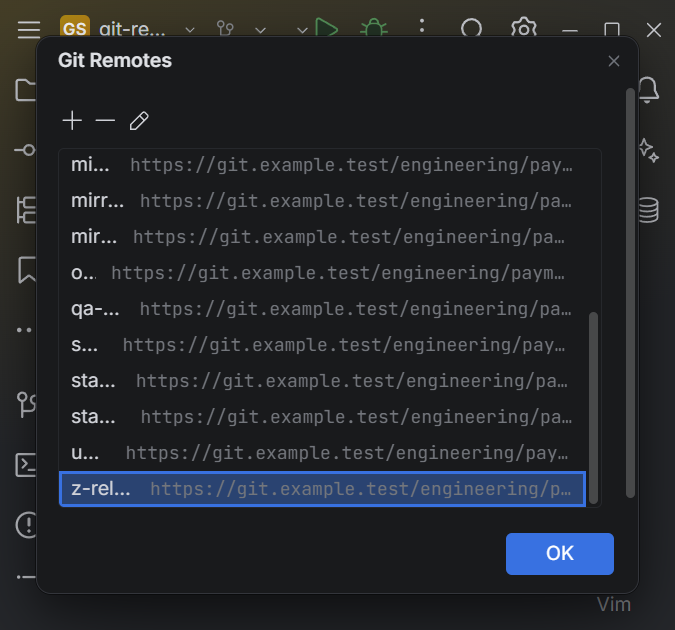 GS git-re...
Git Remotes
mi... https://git.example.test/engineering/pay...
mirr... https://git.example.test/engineering/pa...
mir... https://git.example.test/engineering/pa...
o... https://git.example.test/engineering/paym...
qa-... https://git.example.test/engineering/pa...
s... https://git.example.test/engineering/pay...
sta... https://git.example.test/engineering/pa...
sta... https://git.example.test/engineering/pa...
u... https://git.example.test/engineering/pay...
z-rel... https://git.example.test/engineering/p...
OK
Vim